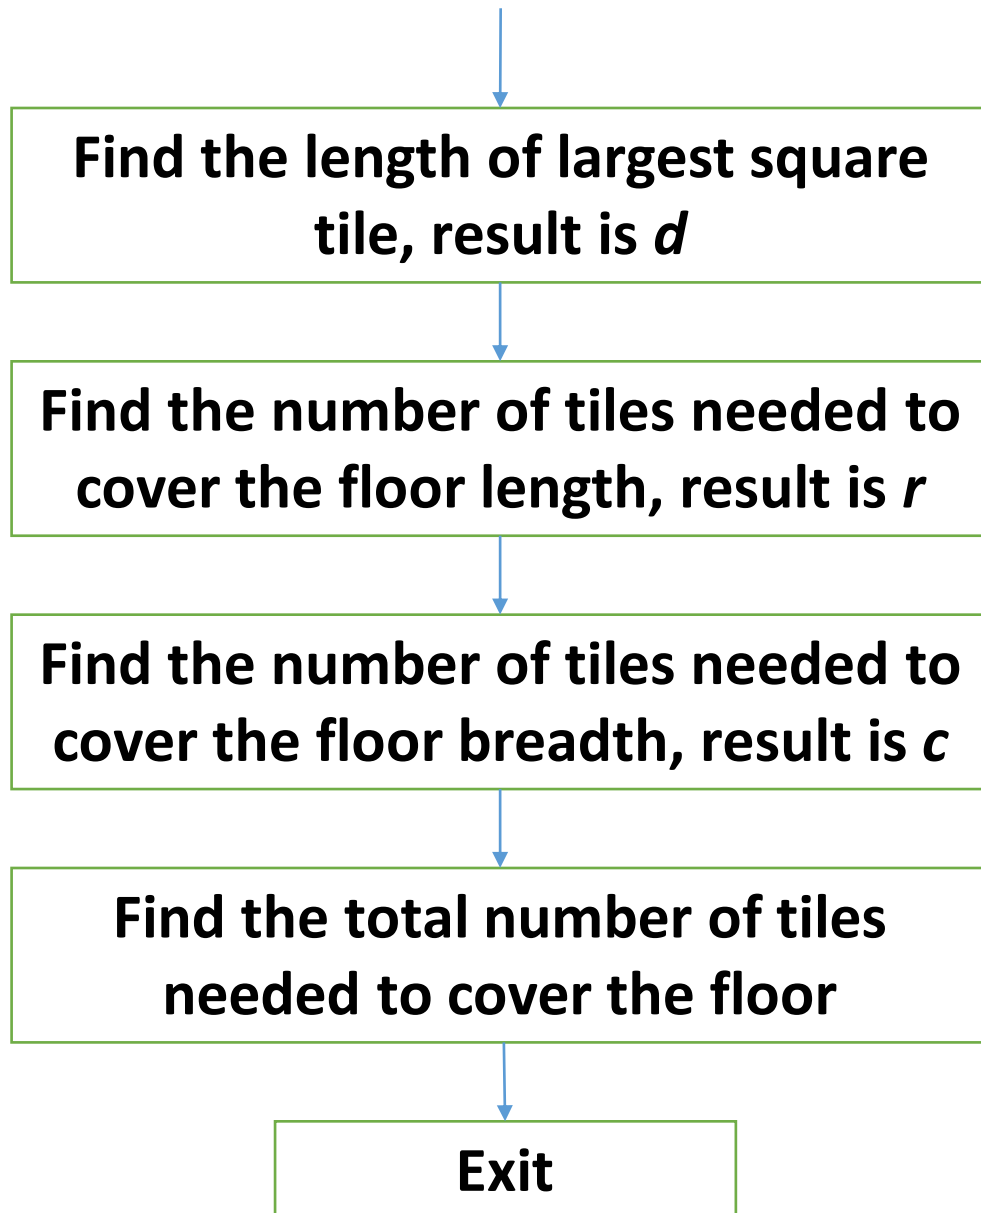 Find the length of largest square
tile, result is d
Find the number of tiles needed to
cover the floor length, result is r
Find the number of tiles needed to
cover the floor breadth, result is c
Find the total number of tiles
needed to cover the floor
Exit